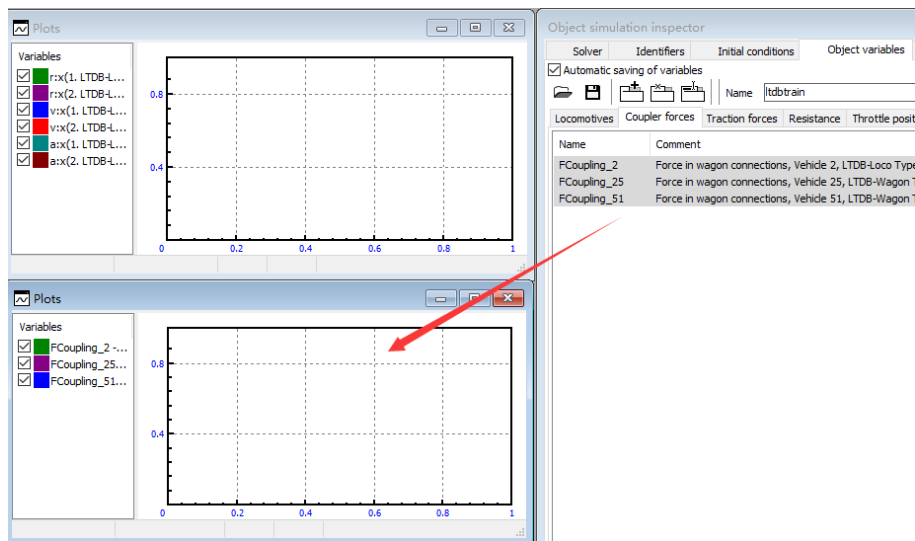 Plots
Variables
r:x(1. LTDB-L...
r:x(2. LTDB-L...
v:x(1. LTDB-L...
v:x(2. LTDB-L...
a:x(1. LTDB-L...
a:x(2. LTDB-L...
0.8
0.4
0 0.2 0.4 0.6 0.8 1
Plots
Variables
FCoupling_2 -...
FCoupling_25...
FCoupling_51...
0.8
0.4
0 0.2 0.4 0.6 0.8 1
Object simulation inspector
Solver Identifiers Initial conditions Object variables
Automatic saving of variables
Name ltdbtrain
Locomotives Coupler forces Traction forces Resistance Throttle posit
Name Comment
FCoupling_2 Force in wagon connections, Vehicle 2, LTDB-Loco Type
FCoupling_25 Force in wagon connections, Vehicle 25, LTDB-Wagon T
FCoupling_51 Force in wagon connections, Vehicle 51, LTDB-Wagon T